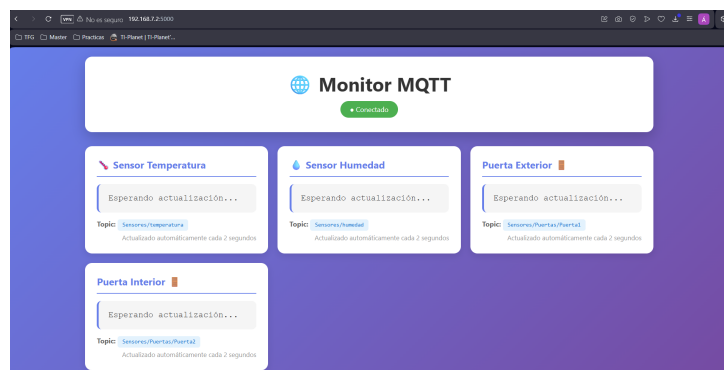 VPN No es seguro 192.168.7.2:5000
TFG Master Practicas TI-Planet | TI-Planet'...
Monitor MQTT
Conectado
Sensor Temperatura
Esperando actualización...
Topic: Sensores/temperatura
Actualizado automáticamente cada 2 segundos
Sensor Humedad
Esperando actualización...
Topic: Sensores/humedad
Actualizado automáticamente cada 2 segundos
Puerta Exterior
Esperando actualización...
Topic: Sensores/Puertas/Puerta1
Actualizado automáticamente cada 2 segundos
Puerta Interior
Esperando actualización...
Topic: Sensores/Puertas/Puerta2
Actualizado automáticamente cada 2 segundos